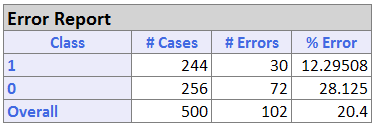 Error Report
Class # Cases # Errors % Error
1 244 30 12.29508
0 256 72 28.125
Overall 500 102 20.4